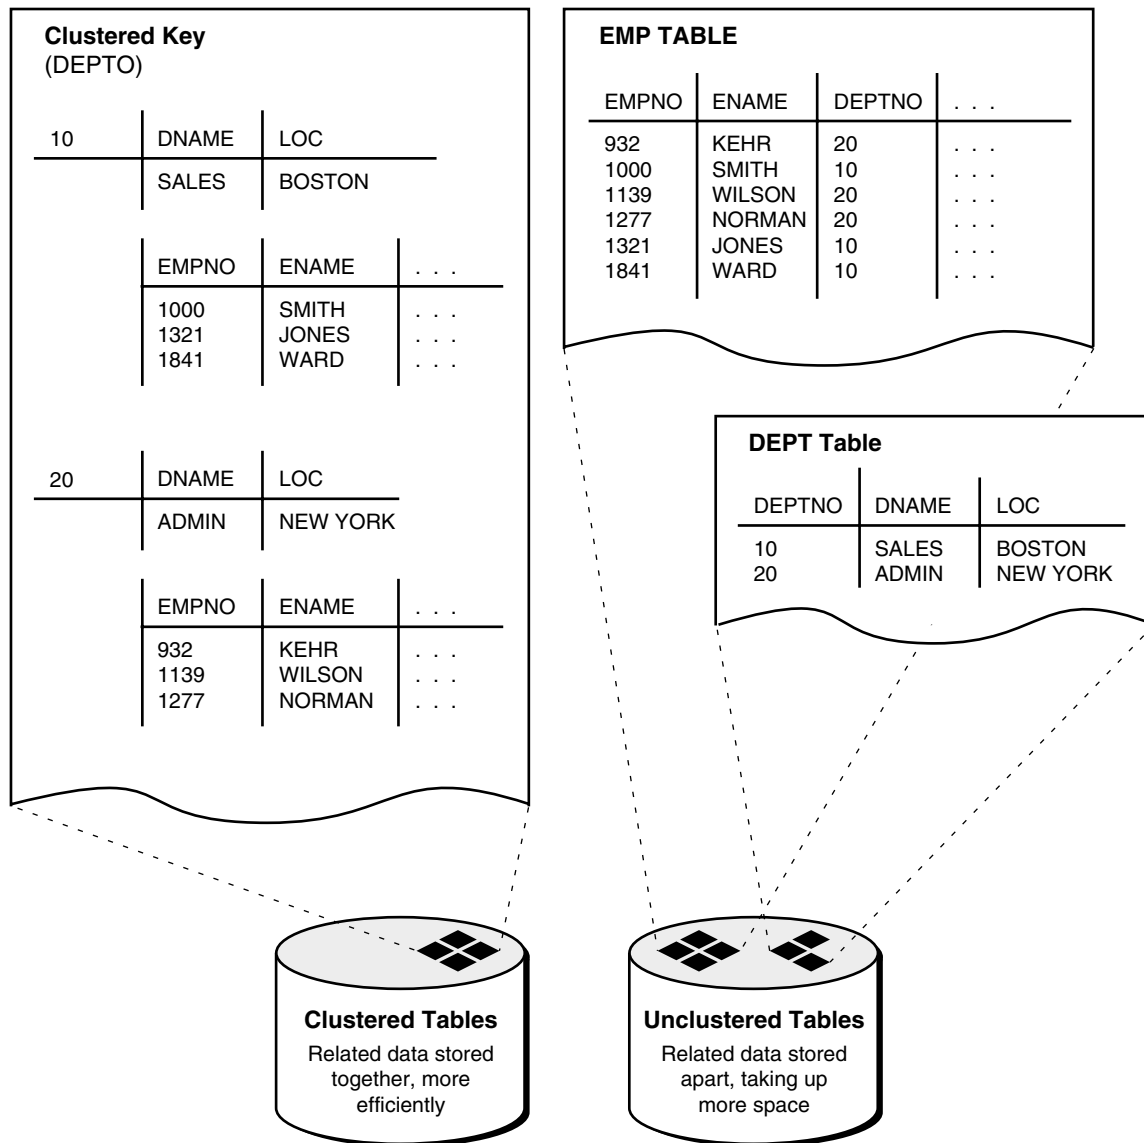 Clustered Key
(DEPTO)
10 DNAME LOC
SALES BOSTON
EMPNO ENAME . . .
1000 SMITH . . .
1321 JONES . . .
1841 WARD . . .
20 DNAME LOC
ADMIN NEW YORK
EMPNO ENAME . . .
932 KEHR . . .
1139 WILSON . . .
1277 NORMAN . . .
EMP TABLE
EMPNO ENAME DEPTNO . . .
932 KEHR 20 . . .
1000 SMITH 10 . . .
1139 WILSON 20 . . .
1277 NORMAN 20 . . .
1321 JONES 10 . . .
1841 WARD 10 . . .
DEPT Table
DEPTNO DNAME LOC
10 SALES BOSTON
20 ADMIN NEW YORK
Clustered Tables
Related data stored
together, more
efficiently
Unclustered Tables
Related data stored
apart, taking up
more space